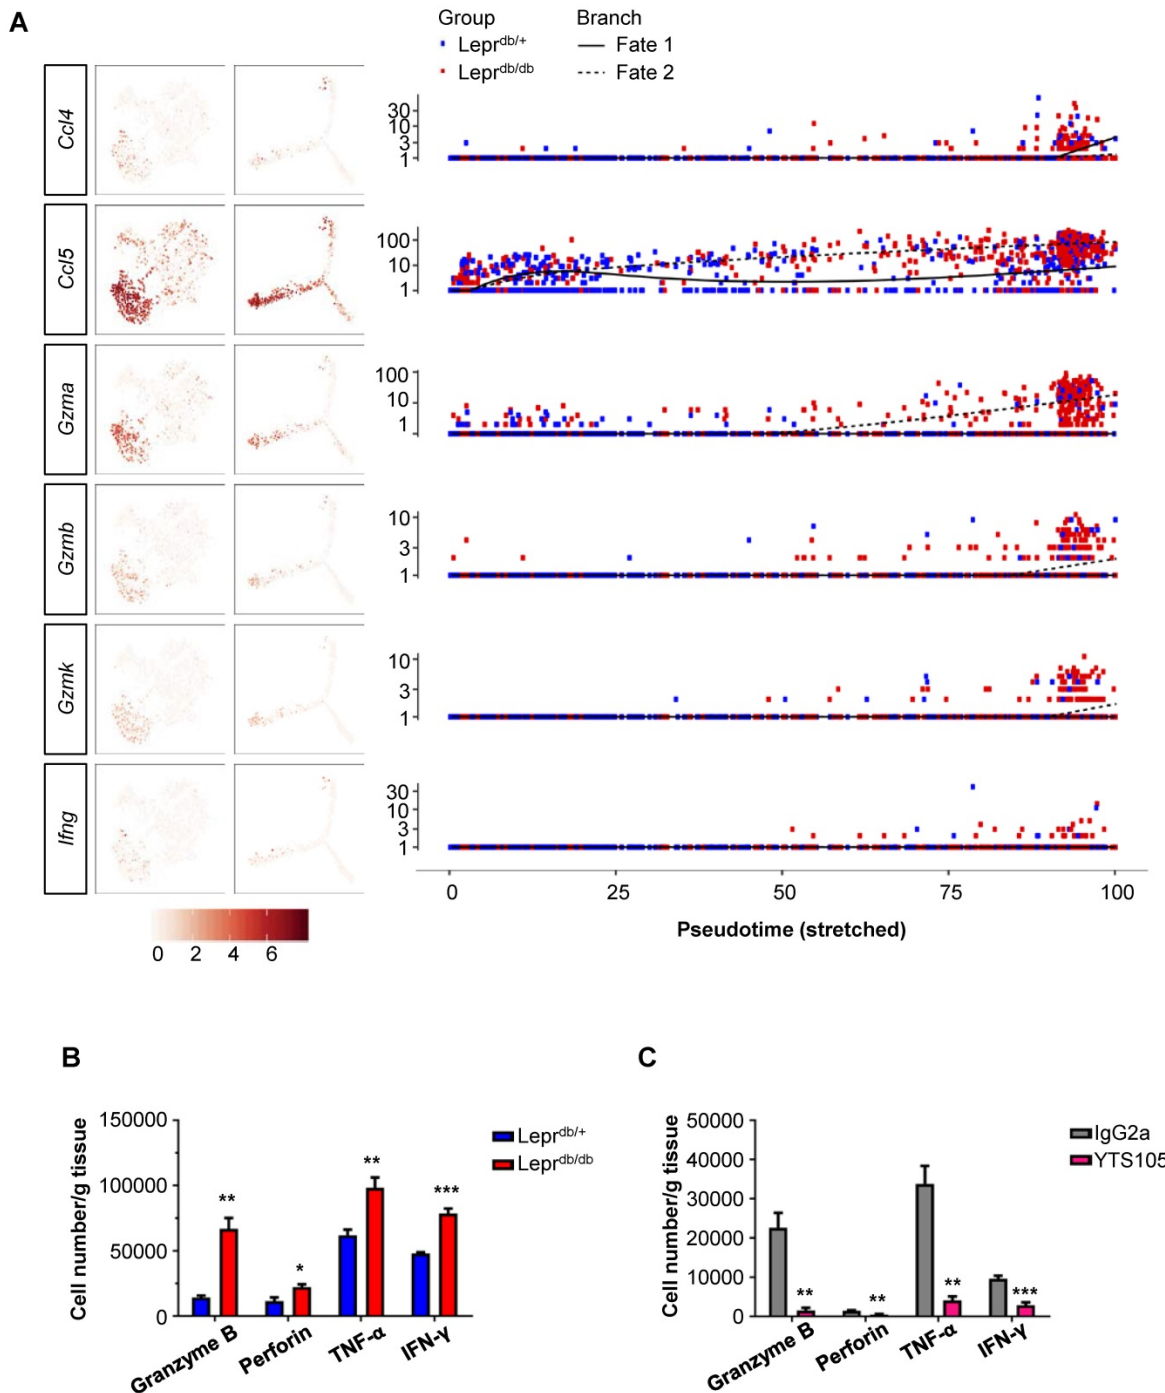 A
Group
Branch
Lepr^db/+
Fate 1
Lepr^db/db
Fate 2
Ccl4
30
10
3
1
Ccl5
100
10
1
Gzma
100
10
1
Gzmb
10
3
1
Gzmk
10
3
1
Ifng
30
10
3
1
0 25 50 75 100
Pseudotime (stretched)
0 2 4 6
B
Cell number/g tissue
150000
100000
50000
0
** * ** ***
Granzyme B Perforin TNF-α IFN-γ
Lepr^db/+
Lepr^db/db
C
Cell number/g tissue
50000
40000
30000
20000
10000
0
** ** ** ***
Granzyme B Perforin TNF-α IFN-γ
IgG2a
YTS105